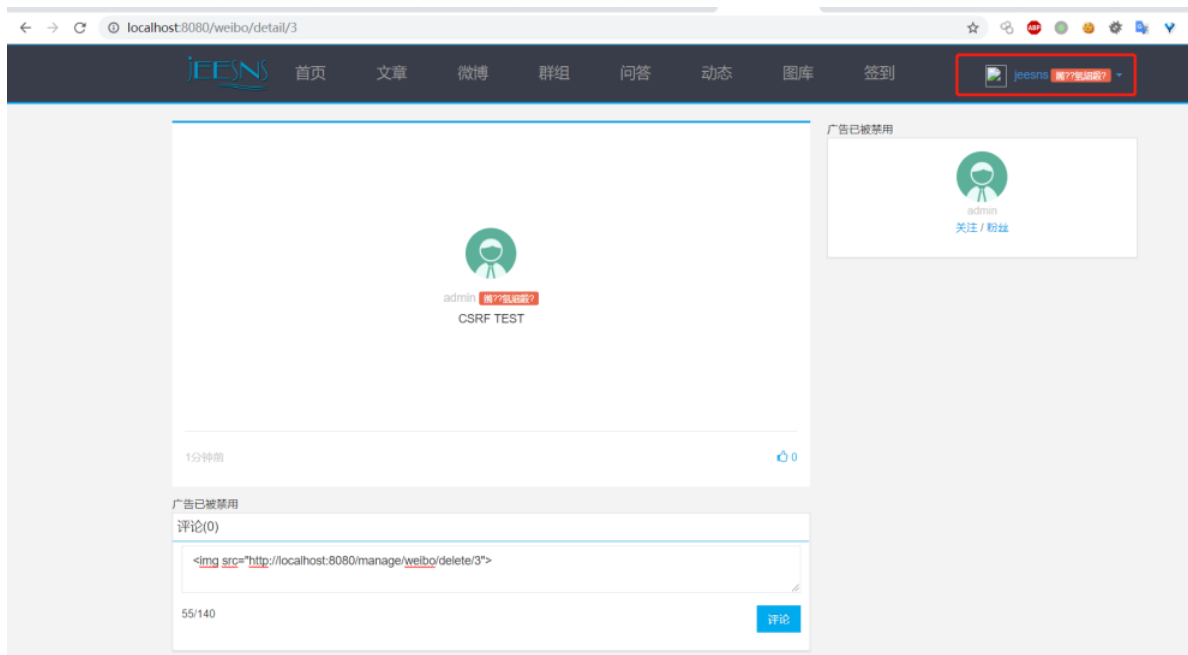 localhost:8080/weibo/detail/3
JEESNS 首页 文章 微博 群组 问答 动态 图库 签到 jeesns
广告已被禁用
admin
关注 / 粉丝
admin
CSRF TEST
1分钟前 0
广告已被禁用
评论(0)
<img src="http://localhost:8080/manage/weibo/delete/3">
55/140 评论